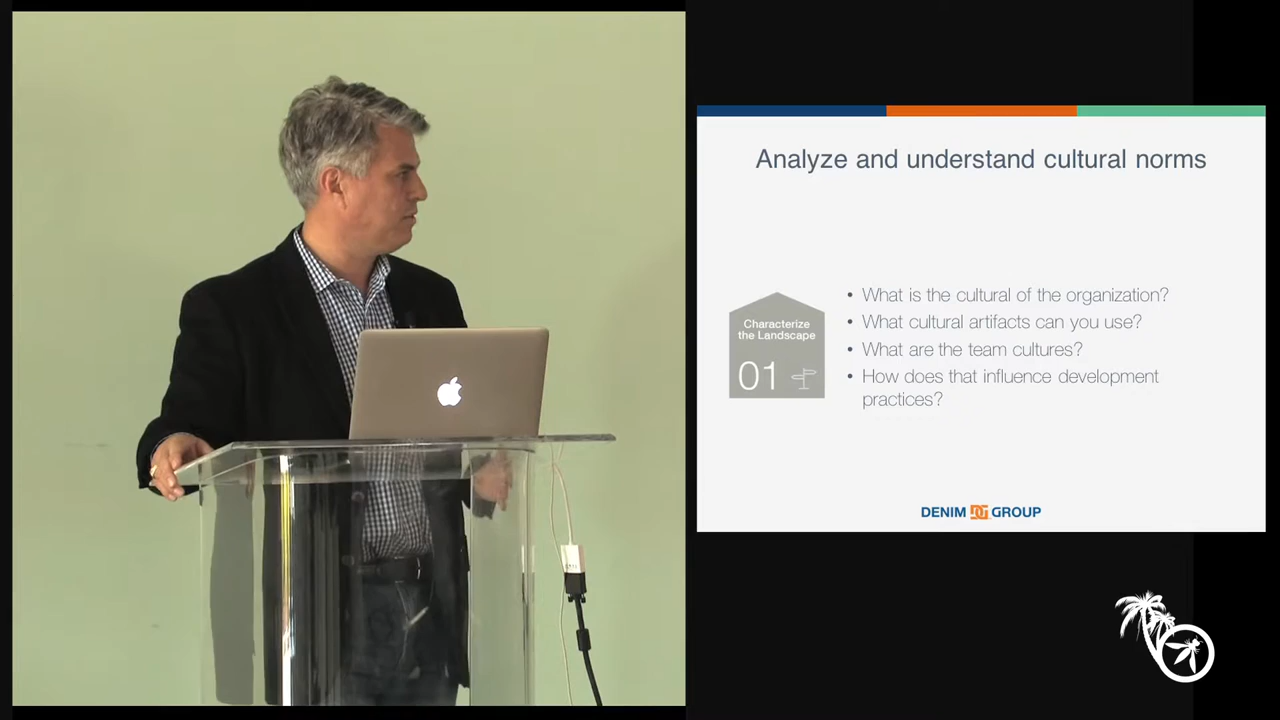 Analyze and understand cultural norms
Characterize
the Landscape
01
• What is the cultural of the organization?
• What cultural artifacts can you use?
• What are the team cultures?
• How does that influence development
practices?
DENIM GROUP